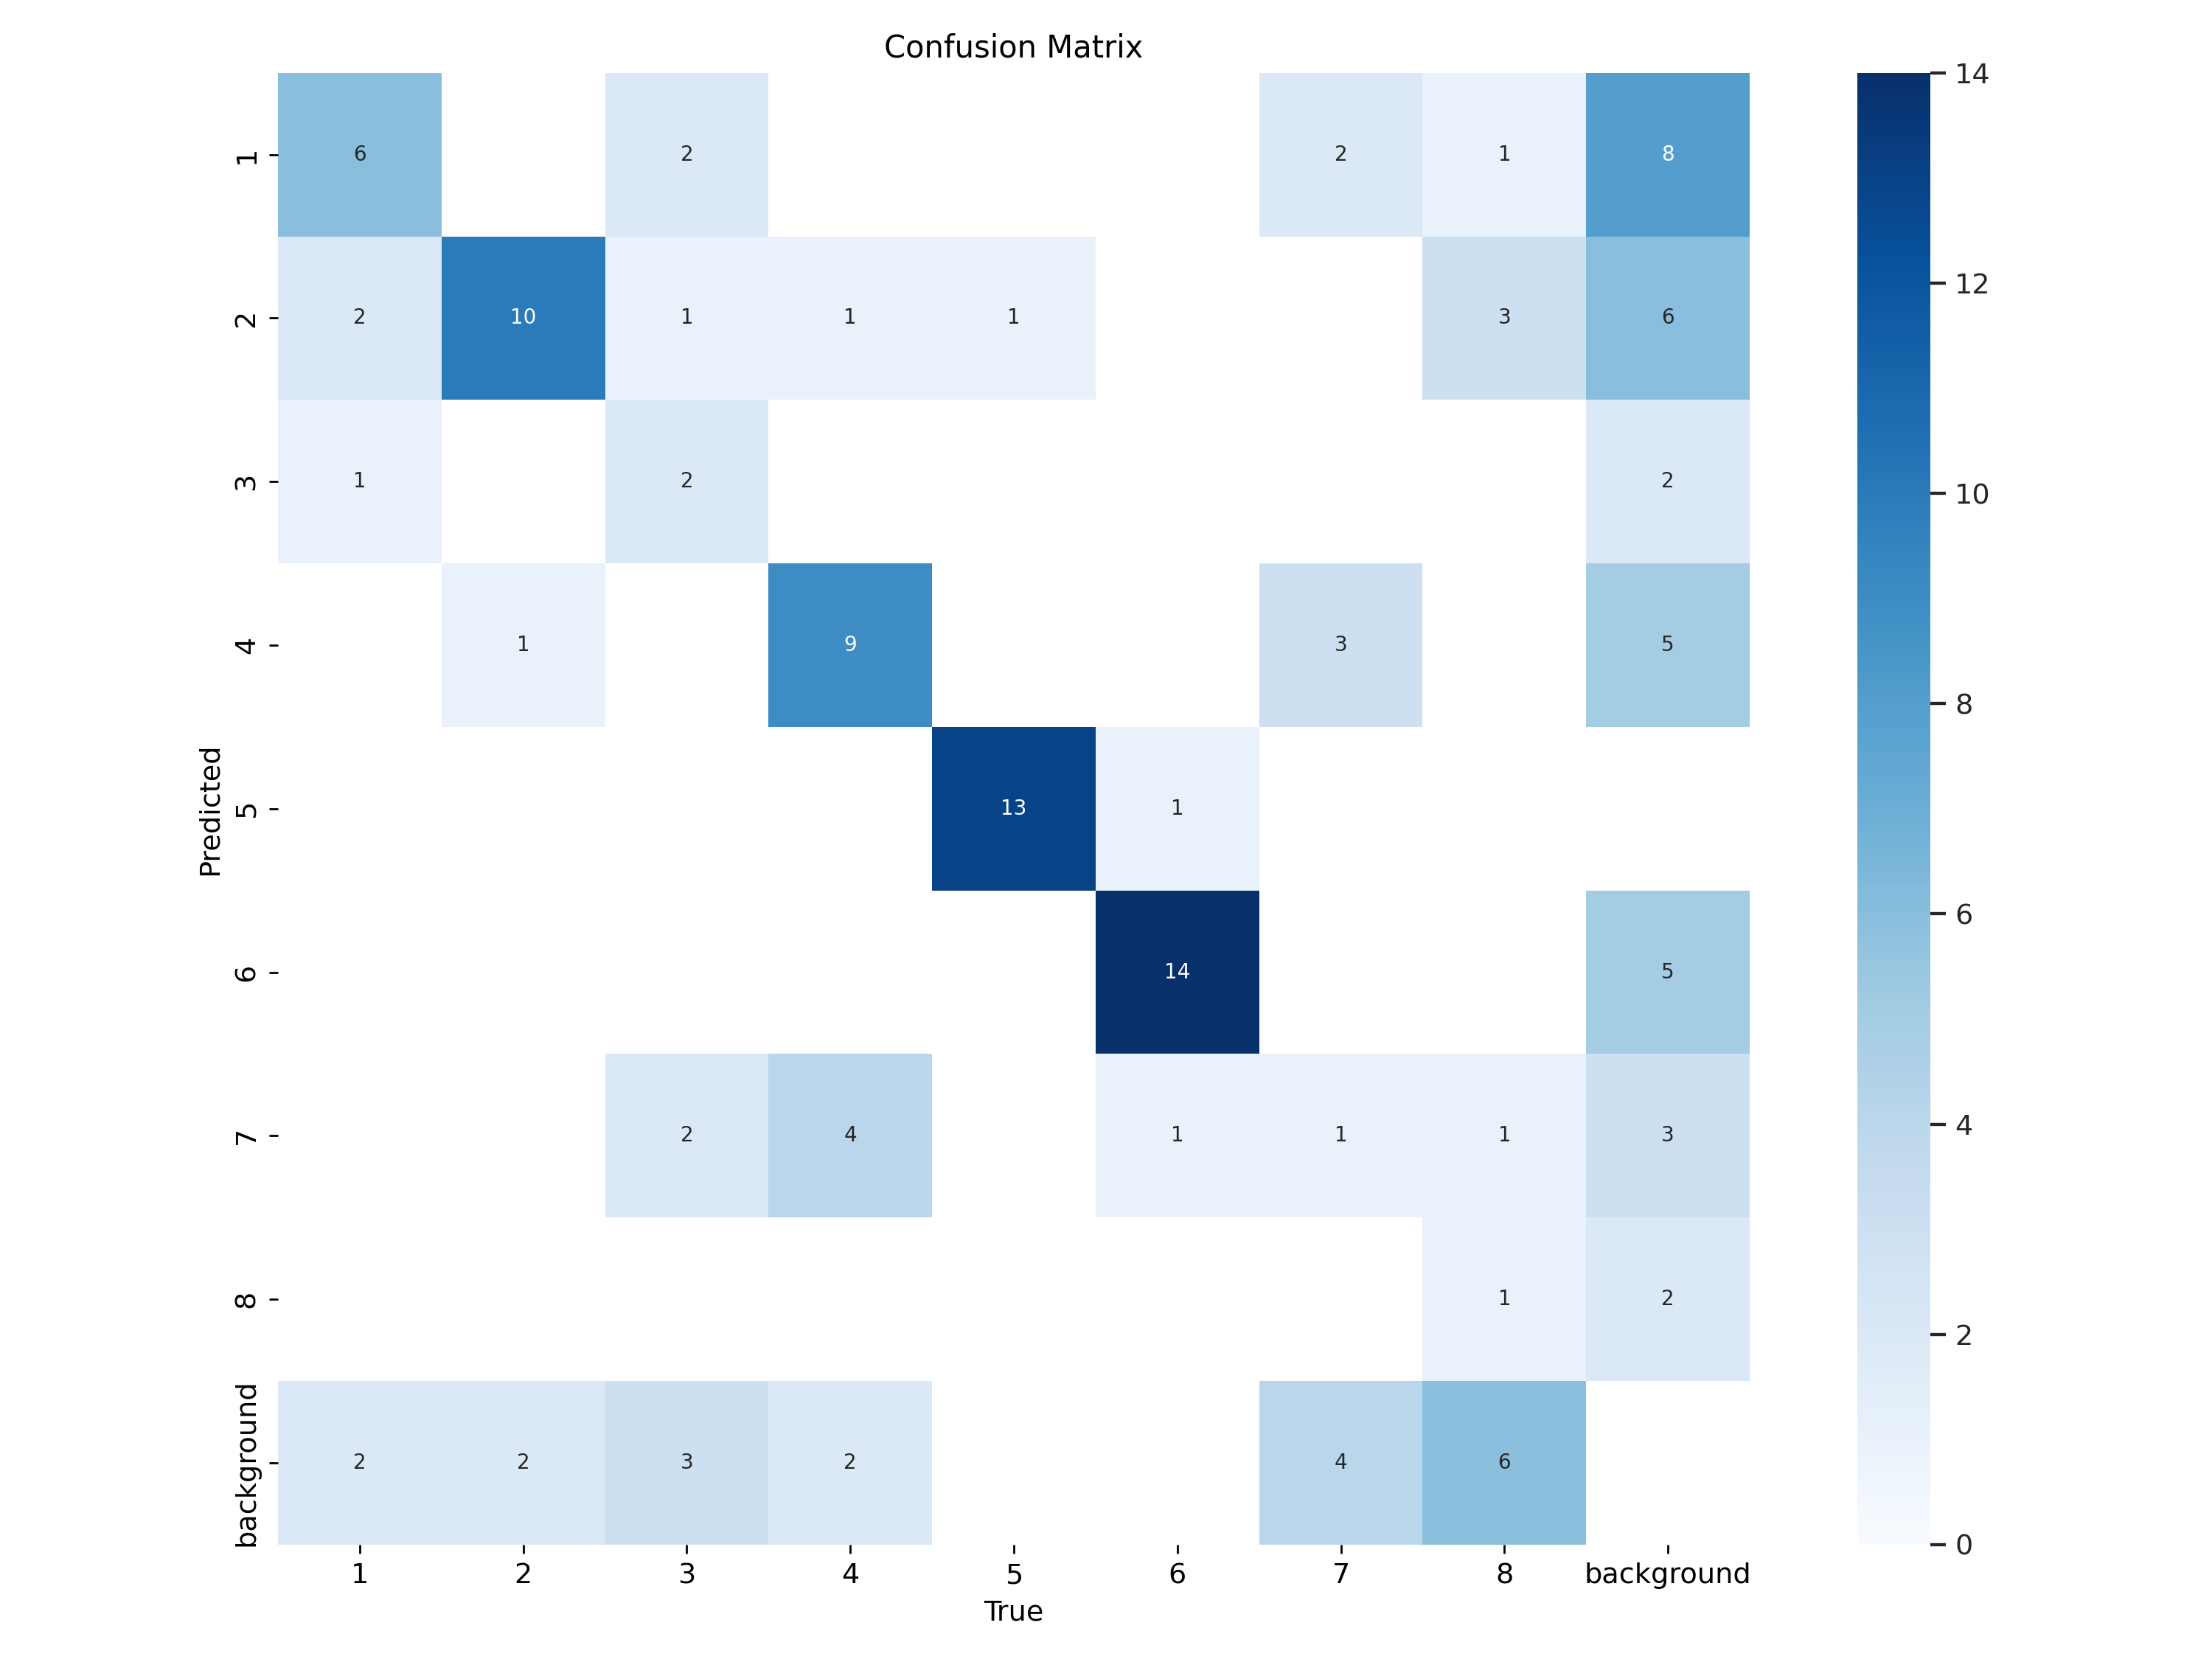 Confusion Matrix
14
1 6 2 2 1 8
12
2 2 10 1 1 1 3 6
10
3 1 2 2
4 1 9 3 5
8
Predicted
5 13 1
6
6 14 5
4
7 2 4 1 1 1 3
2
8 1 2
background 2 2 3 2 4 6
0
1 2 3 4 5 6 7 8 background
True